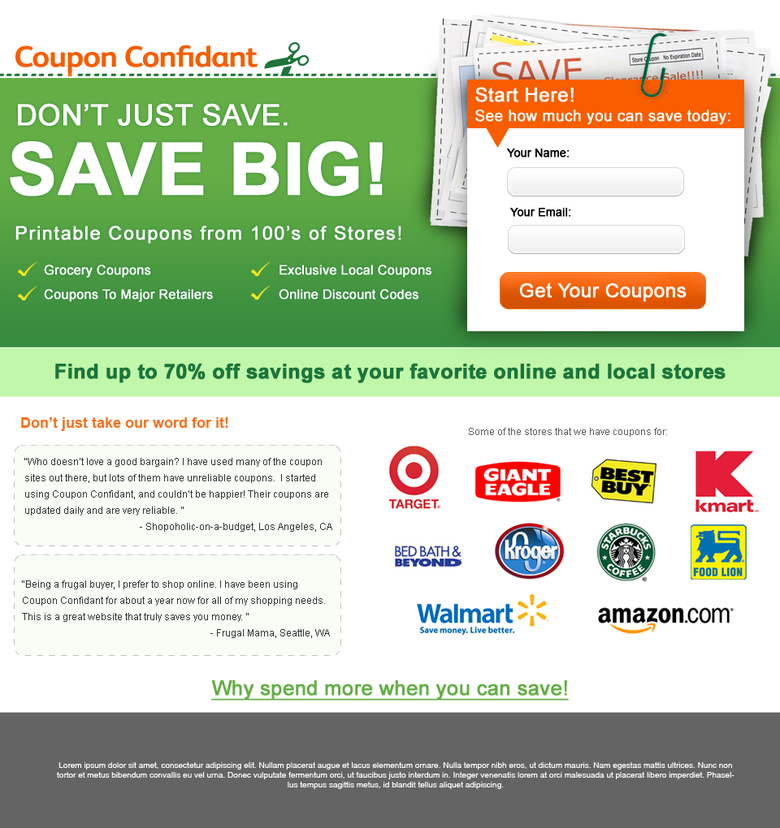 Coupon Confidant
SAVE
Store Coupon No Expiration Date
Clearance Sale!!!!
DON'T JUST SAVE.
SAVE BIG!
Printable Coupons from 100's of Stores!
Grocery Coupons
Exclusive Local Coupons
Coupons To Major Retailers
Online Discount Codes
Start Here!
See how much you can save today:
Your Name:
Your Email:
Get Your Coupons
Find up to 70% off savings at your favorite online and local stores
Don't just take our word for it!
"Who doesn't love a good bargain? I have used many of the coupon
sites out there, but lots of them have unreliable coupons. I started
using Coupon Confidant, and couldn't be happier! Their coupons are
updated daily and are very reliable. "
- Shopoholic-on-a-budget, Los Angeles, CA
"Being a frugal buyer, I prefer to shop online. I have been using
Coupon Confidant for about a year now for all of my shopping needs.
This is a great website that truly saves you money. "
- Frugal Mama, Seattle, WA
Some of the stores that we have coupons for:
TARGET.
GIANT
EAGLE
BEST
BUY
kmart
BED BATH &
BEYOND
Kroger
STARBUCKS
COFFEE
FOOD LION
Walmart
Save money. Live better.
amazon.com
Why spend more when you can save!
Lorem ipsum dolor sit amet, consectetur adipiscing elit. Nullam placerat augue et lacus elementum ornare. Nulla tempor nibh eros, ut dictum mauris. Nam egestas mattis ultrices. Nunc non
tortor et metus bibendum convallis eu vel urna. Donec vulputate fermentum orci, ut faucibus justo interdum in. Integer venenatis lorem at orci malesuada ut placerat libero imperdiet. Phasel-
lus tempus sagittis metus, id blandit tellus aliquet adipiscing.